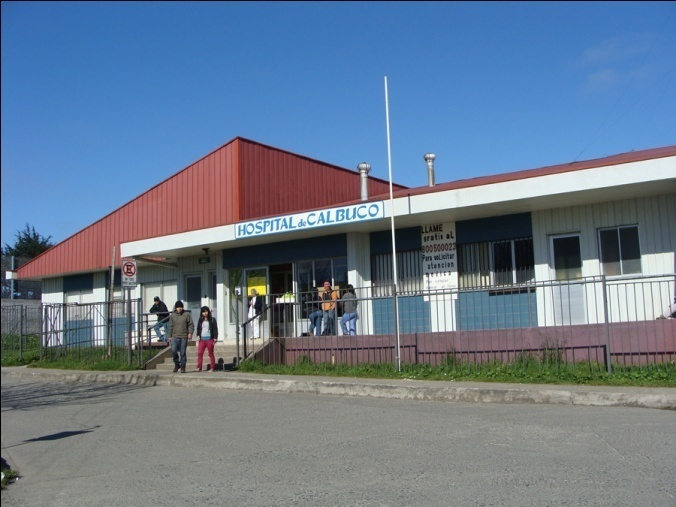 HOSPITAL de CALBUCO
LLAME
gratis al
800500023
Para solicitar
atencion